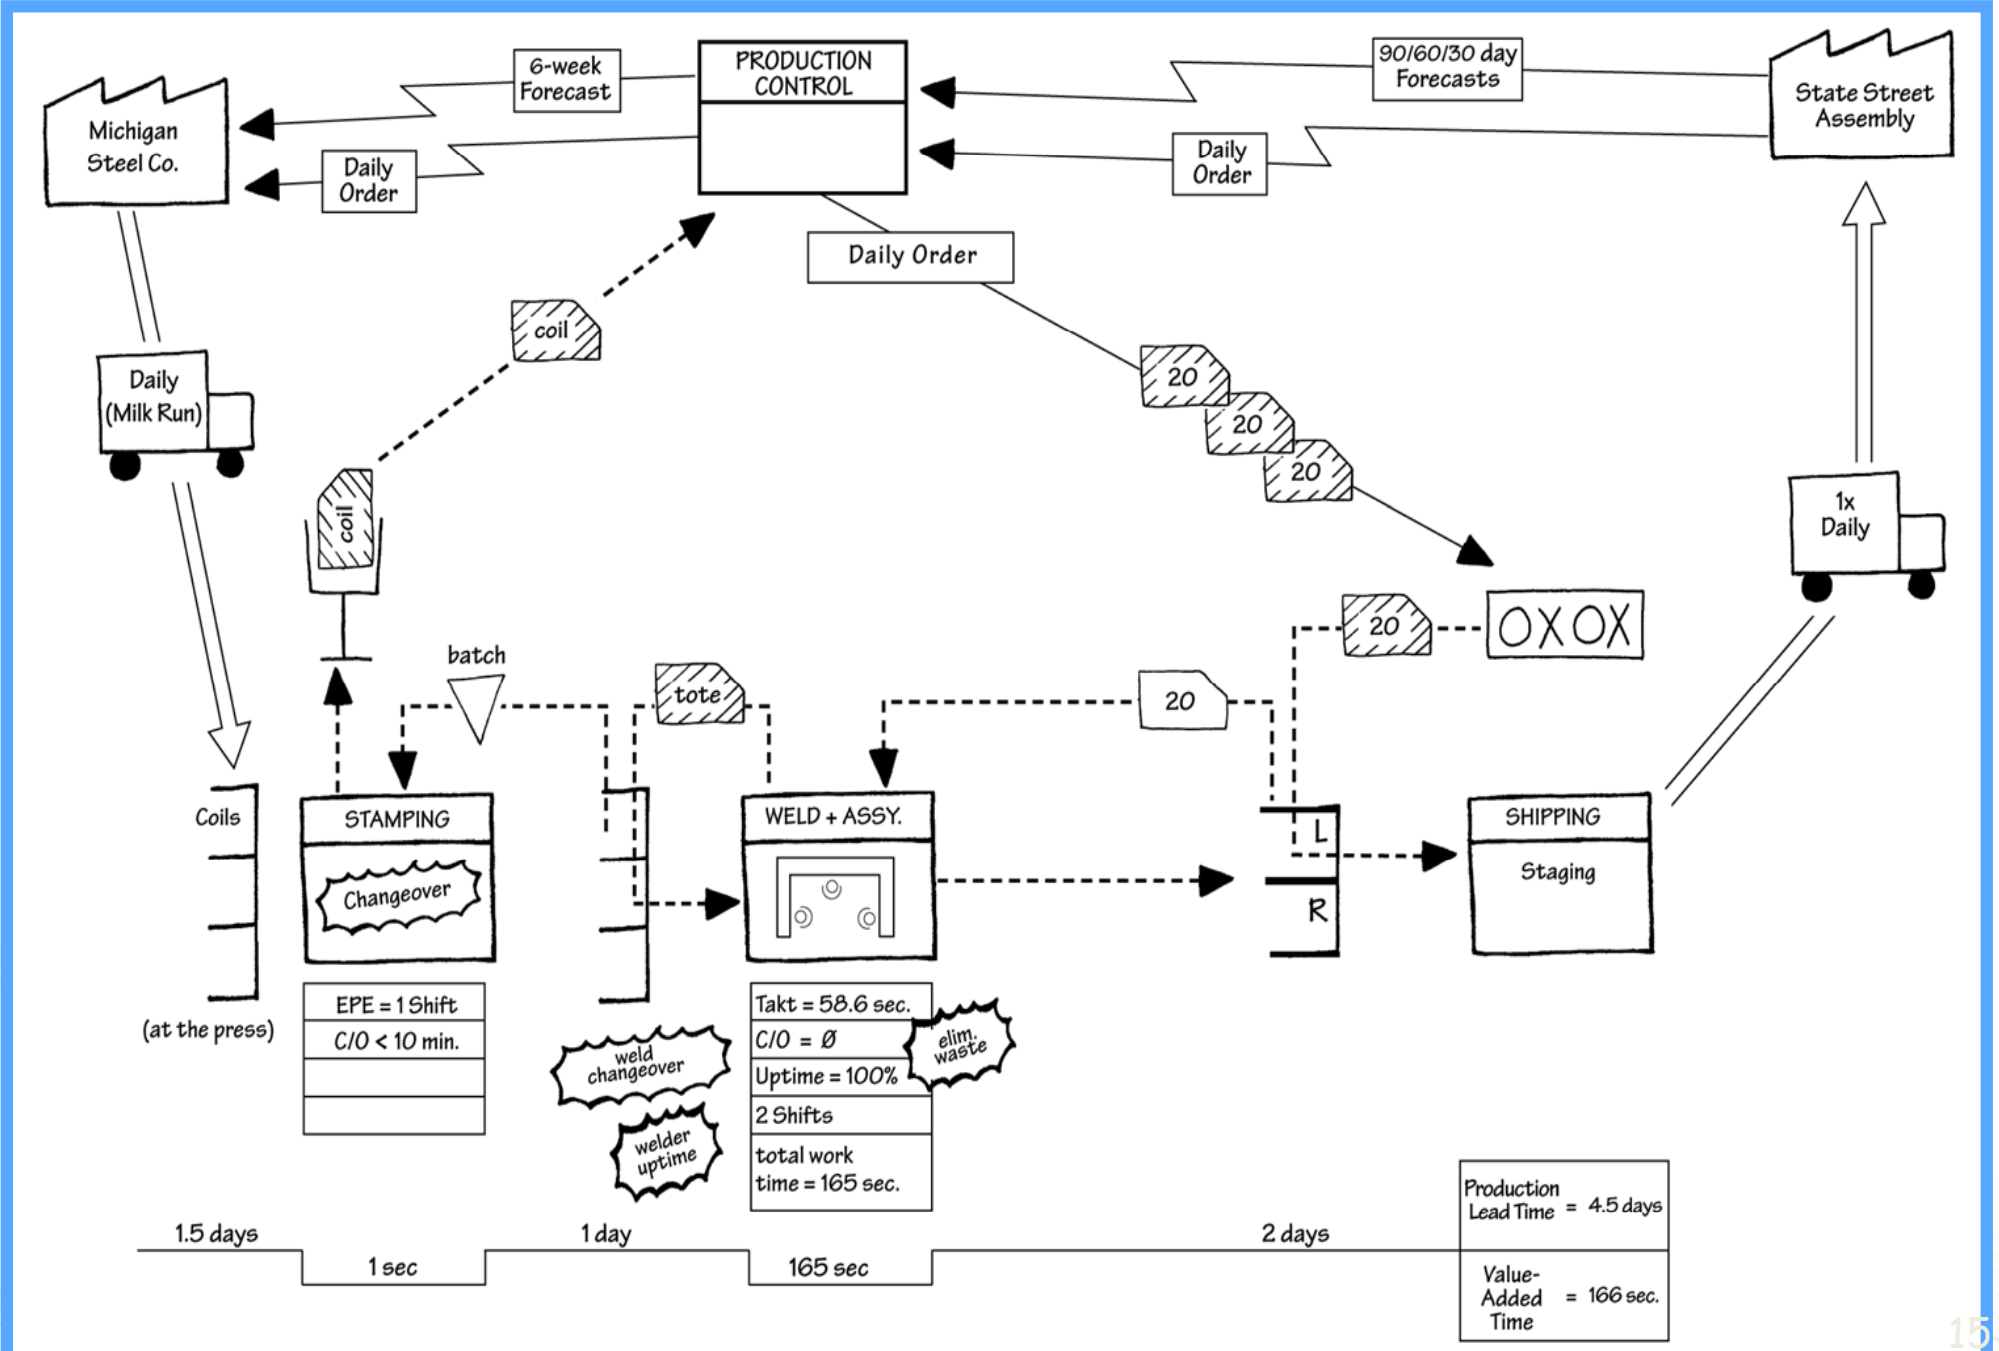 6-week
Forecast
PRODUCTION
CONTROL
90/60/30 day
Forecasts
State Street
Assembly
Michigan
Steel Co.
Daily
Order
Daily
Order
Daily Order
coil
20
20
20
Daily
(Milk Run)
coil
1x
Daily
20
OXOX
batch
tote
20
Coils
STAMPING
Changeover
WELD + ASSY.
L
R
SHIPPING
Staging
(at the press)
EPE = 1 Shift
C/O < 10 min.
Takt = 58.6 sec.
C/O = Ø
Uptime = 100%
2 Shifts
total work
time = 165 sec.
elim.
waste
weld
changeover
welder
uptime
1.5 days
1 sec
1 day
165 sec
2 days
Production
Lead Time = 4.5 days
Value-
Added = 166 sec.
Time
15